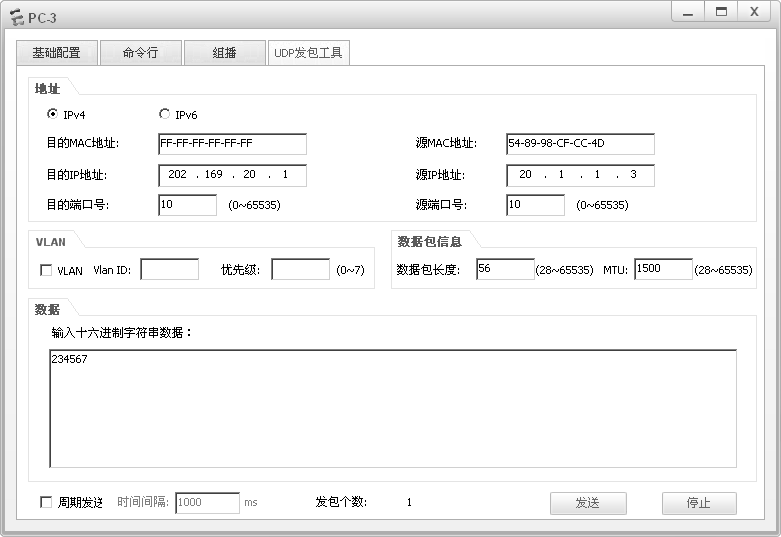 PC-3
基础配置 命令行 组播 UDP发包工具
地址
IPv4 IPv6
目的MAC地址: FF-FF-FF-FF-FF-FF 源MAC地址: 54-89-98-CF-CC-4D
目的IP地址: 202 . 169 . 20 . 1 源IP地址: 20 . 1 . 1 . 3
目的端口号: 10 (0~65535) 源端口号: 10 (0~65535)
VLAN 数据包信息
VLAN Vlan ID: 优先级: (0~7) 数据包长度: 56 (28~65535) MTU: 1500 (28~65535)
数据
输入十六进制字符串数据：
234567
周期发送 时间间隔: 1000 ms 发包个数: 1 发送 停止